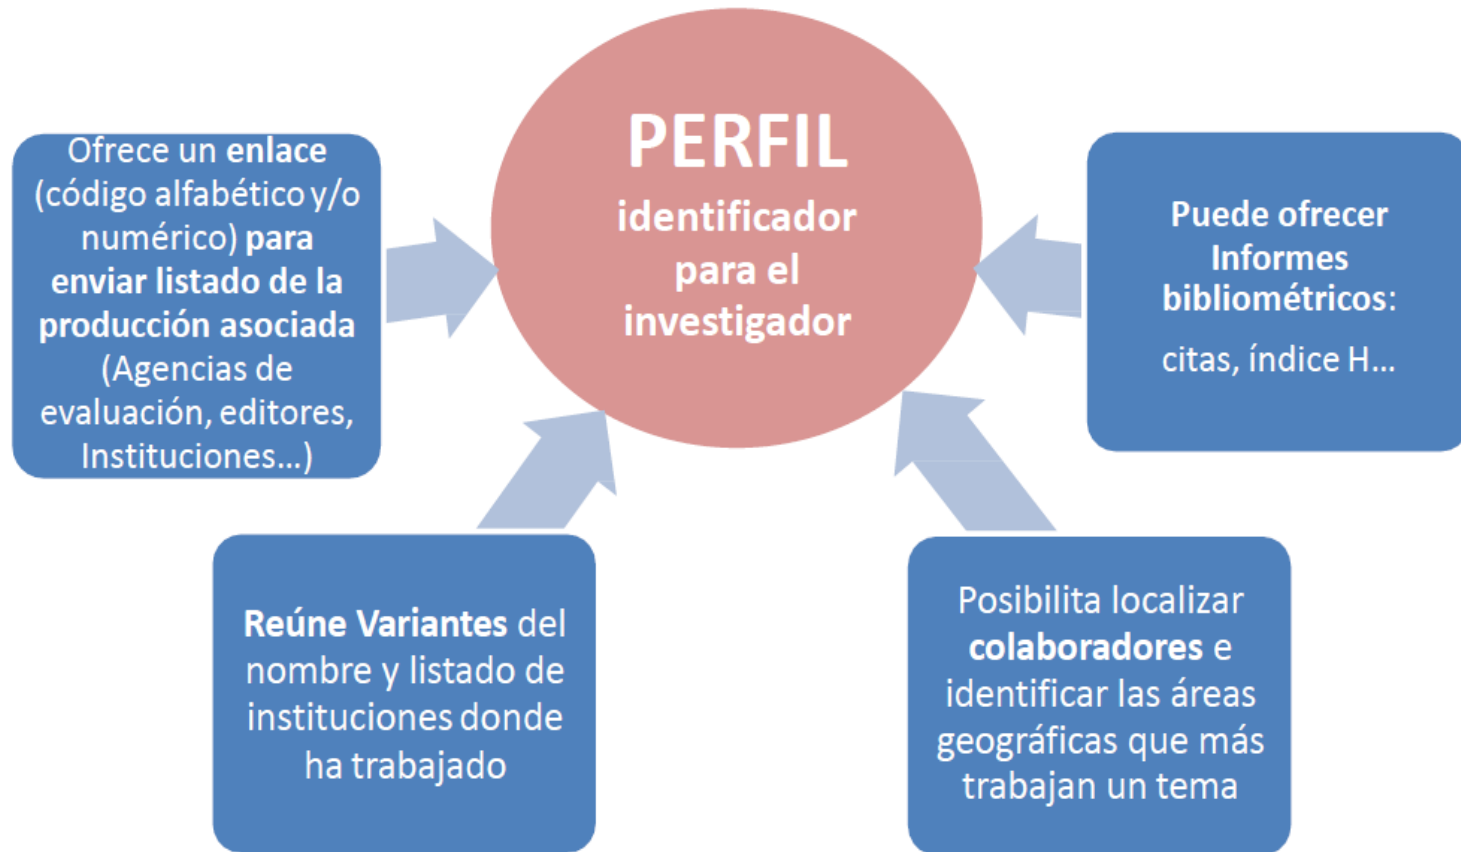 PERFIL
identificador
para el
investigador
Ofrece un enlace
(código alfabético y/o
numérico) para
enviar listado de la
producción asociada
(Agencias de
evaluación, editores,
Instituciones...)
Reúne Variantes del
nombre y listado de
instituciones donde
ha trabajado
Posibilita localizar
colaboradores e
identificar las áreas
geográficas que más
trabajan un tema
Puede ofrecer
Informes
bibliométricos:
citas, índice H...